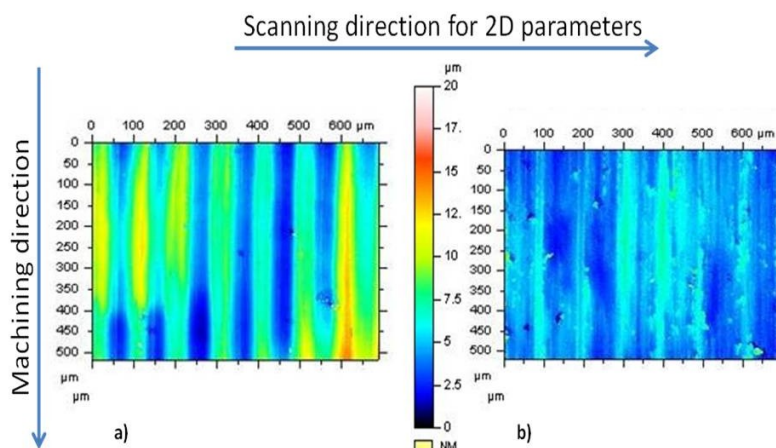 Scanning direction for 2D parameters
Machining direction
0 100 200 300 400 500 600 µm
0
50
100
150
200
250
300
350
400
450
500
µm
µm
a)
µm
20
17.
15
12.
10
7.5
5
2.5
0
NM
0 100 200 300 400 500 600
0
50
100
150
200
250
300
350
400
450
500
µm
µm
b)